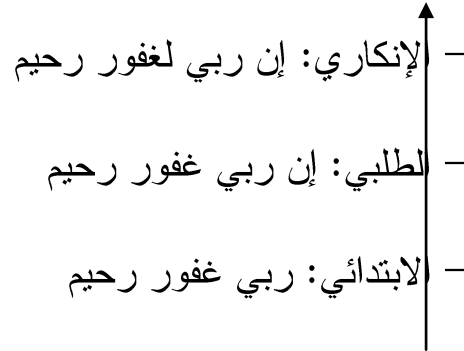 – الإنكاري: إن ربي لغفور رحيم
– الطلبي: إن ربي غفور رحيم
– الابتدائي: ربي غفور رحيم